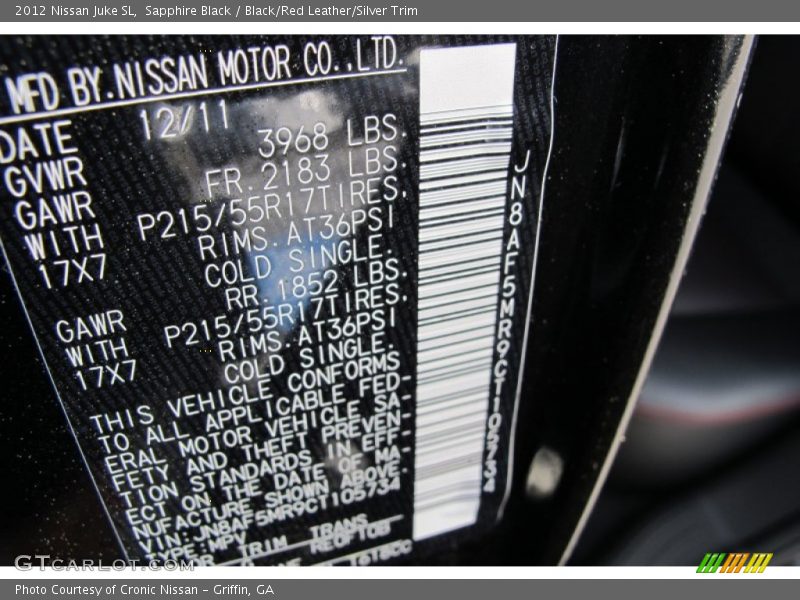 2012 Nissan Juke SL, Sapphire Black / Black/Red Leather/Silver Trim
MFD BY.NISSAN MOTOR CO.,LTD.
DATE 12/11
GVWR 3968 LBS.
GAWR FR. 2183 LBS.
WITH P215/55R17TIRES.
17X7 RIMS.AT36PSI
COLD SINGLE.
RR.1852 LBS.
GAWR P215/55R17TIRES.
WITH RIMS.AT36PSI
17X7 COLD SINGLE.
THIS VEHICLE CONFORMS
TO ALL APPLICABLE FED-
ERAL MOTOR VEHICLE SA-
FETY AND THEFT PREVEN-
TION STANDARDS IN EFF-
ECT ON THE DATE OF MA-
NUFACTURE SHOWN ABOVE.
VIN:JN8AF5MR9CT105734
TYPE:MPV
TRIM TRANS
JN8AF5MR9CT105734
GTCARLOT.COM
Photo Courtesy of Cronic Nissan - Griffin, GA